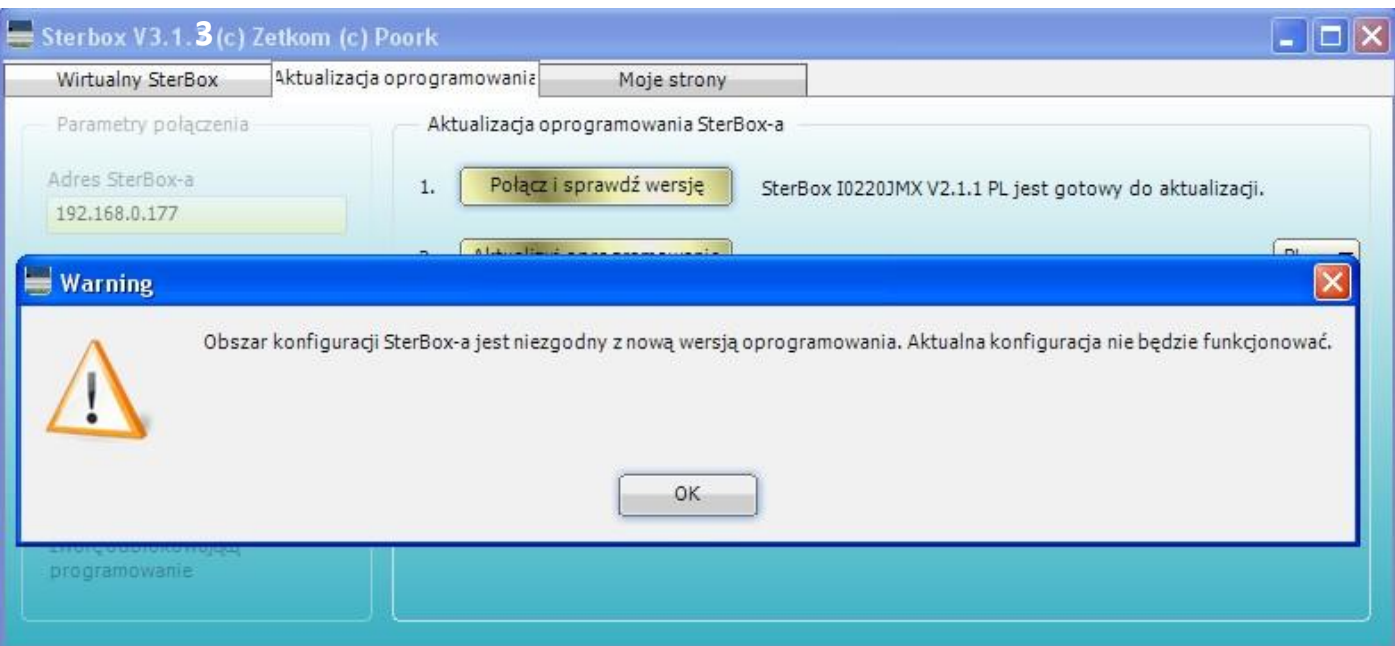 Sterbox V3.1.3 (c) Zetkom (c) Poork
Wirtualny SterBox
Aktualizacja oprogramowania
Moje strony
Parametry połączenia
Aktualizacja oprogramowania SterBox-a
Adres SterBox-a
192.168.0.177
1. Połącz i sprawdź wersję
SterBox I0220JMX V2.1.1 PL jest gotowy do aktualizacji.
Warning
Obszar konfiguracji SterBox-a jest niezgodny z nową wersją oprogramowania. Aktualna konfiguracja nie będzie funkcjonować.
OK
programowanie